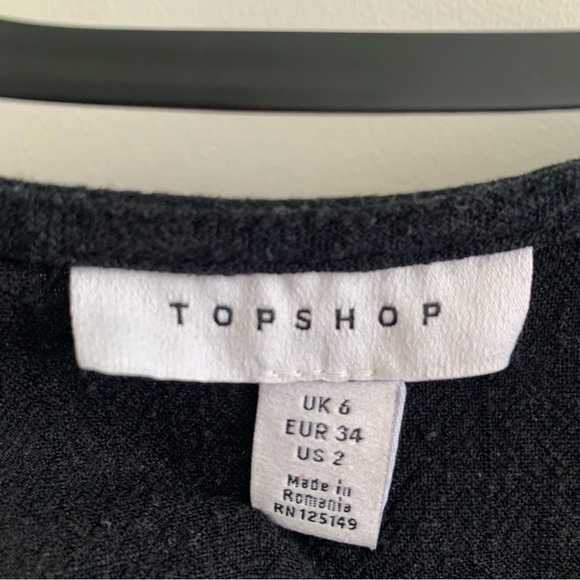 TOPSHOP
UK 6
EUR 34
US 2
Made in
Romania
RN125149